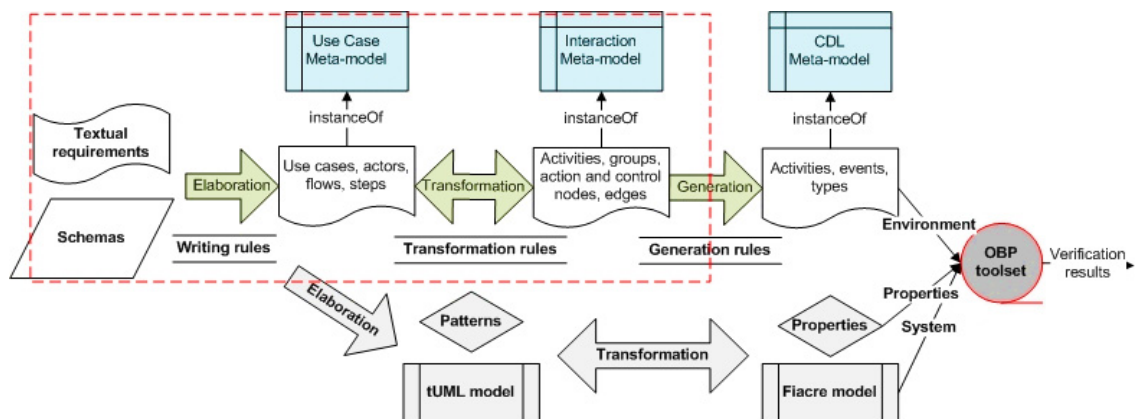 Use Case
Meta-model
Interaction
Meta-model
CDL
Meta-model
instanceOf
instanceOf
instanceOf
Textual
requirements
Elaboration
Use cases, actors,
flows, steps
Transformation
Activities, groups,
action and control
nodes, edges
Generation
Activities, events,
types
Schemas
Writing rules
Transformation rules
Generation rules
Environment
OBP
toolset
Verification
results
Elaboration
Patterns
Properties
Properties
System
Transformation
tUML model
Fiacre model